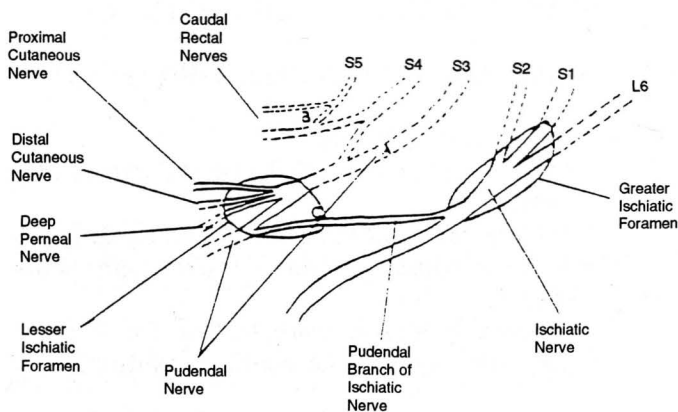 Proximal
Cutaneous
Nerve
Caudal
Rectal
Nerves
S5
S4
S3
S2
S1
L6
Distal
Cutaneous
Nerve
Deep
Perneal
Nerve
Lesser
Ischiatic
Foramen
Pudendal
Nerve
Pudendal
Branch of
Ischiatic
Nerve
Ischiatic
Nerve
Greater
Ischiatic
Foramen